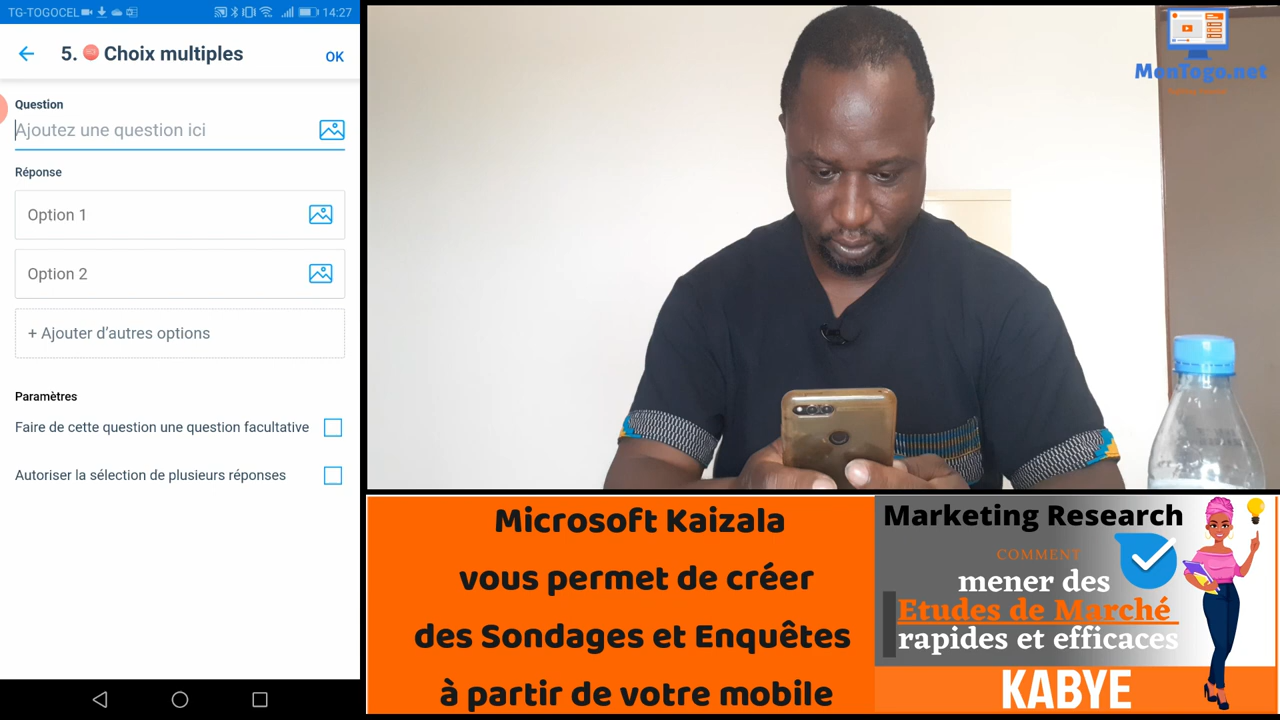 TG-TOGOCEL
14:27
5. Choix multiples
OK
Question
Ajoutez une question ici
Réponse
Option 1
Option 2
+ Ajouter d’autres options
Paramètres
Faire de cette question une question facultative
Autoriser la sélection de plusieurs réponses
MonTogo.net
Microsoft Kaizala
vous permet de créer
des Sondages et Enquêtes
à partir de votre mobile
Marketing Research
COMMENT
mener des
Etudes de Marché
rapides et efficaces
KABYE